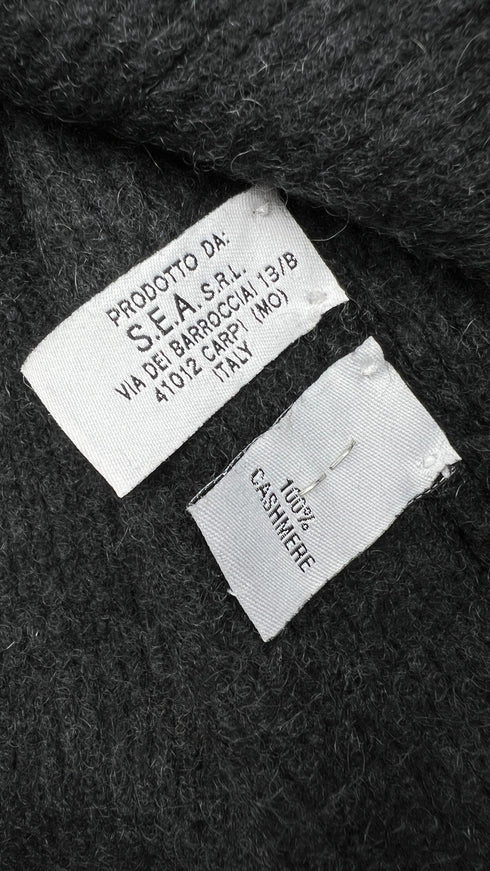 PRODOTTO DA:
S.E.A. S.R.L.
VIA DEI BARROCCIAI 13/B
41012 CARPI (MO)
ITALY
100%
CASHMERE